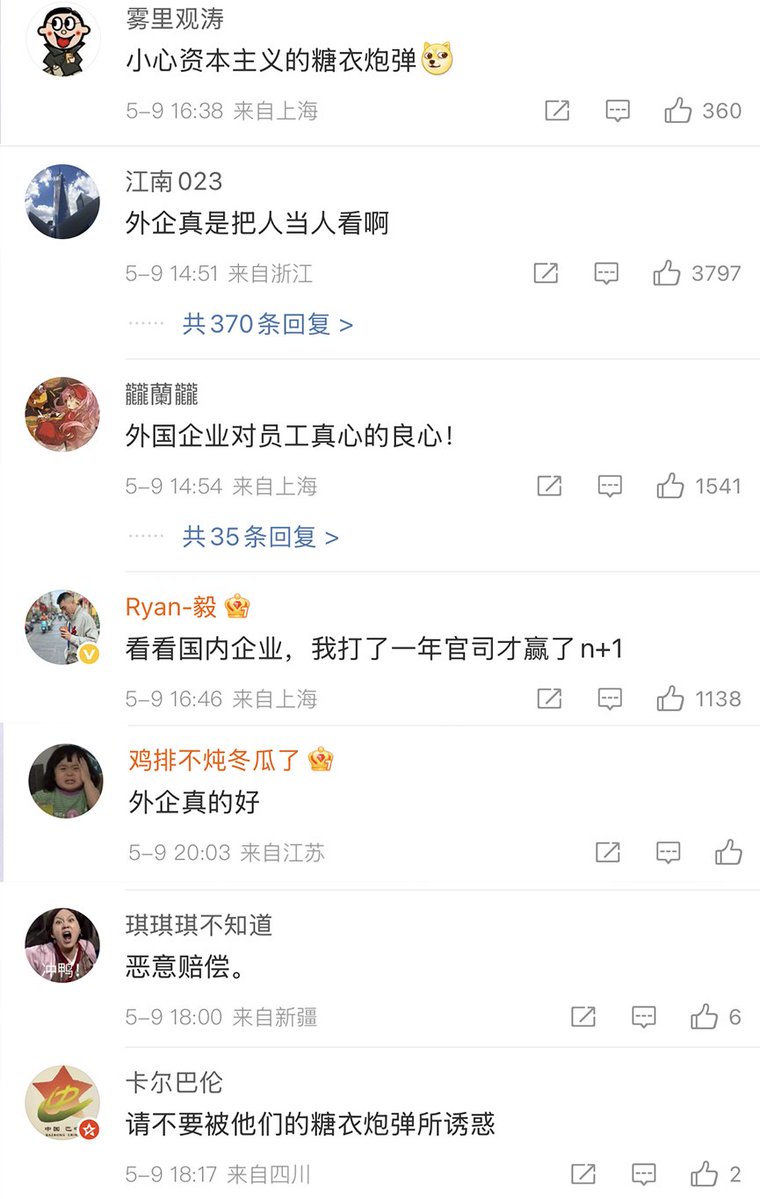 雾里观涛
小心资本主义的糖衣炮弹
5-9 16:38 来自上海
360
江南023
外企真是把人当人看啊
5-9 14:51 来自浙江
3797
共370条回复 >
龖蘭龖
外国企业对员工真心的良心！
5-9 14:54 来自上海
1541
共35条回复 >
Ryan-毅
看看国内企业，我打了一年官司才赢了n+1
5-9 16:46 来自上海
1138
鸡排不炖冬瓜了
外企真的好
5-9 20:03 来自江苏
琪琪琪不知道
冲鸭！
恶意赔偿。
5-9 18:00 来自新疆
6
卡尔巴伦
请不要被他们的糖衣炮弹所诱惑
5-9 18:17 来自四川
2